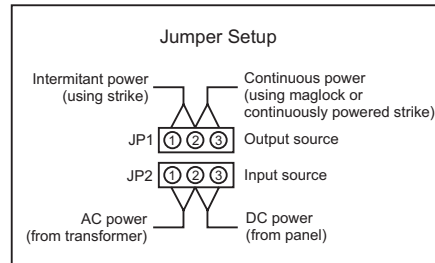 Jumper Setup
Intermitant power
(using strike)
Continuous power
(using maglock or
continuously powered strike)
JP1 1 2 3 Output source
JP2 1 2 3 Input source
AC power
(from transformer)
DC power
(from panel)